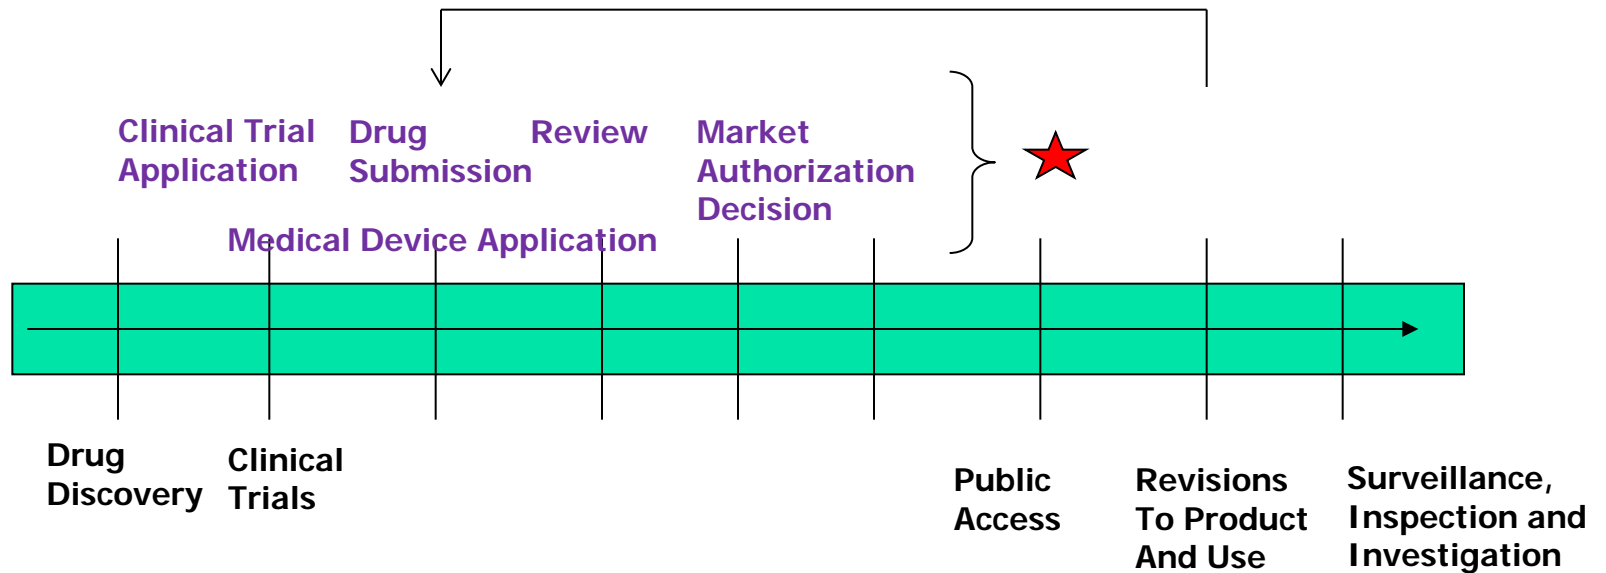 Clinical Trial
Application
Drug
Submission
Review
Market
Authorization
Decision
Medical Device Application
Drug
Discovery
Clinical
Trials
Public
Access
Revisions
To Product
And Use
Surveillance,
Inspection and
Investigation